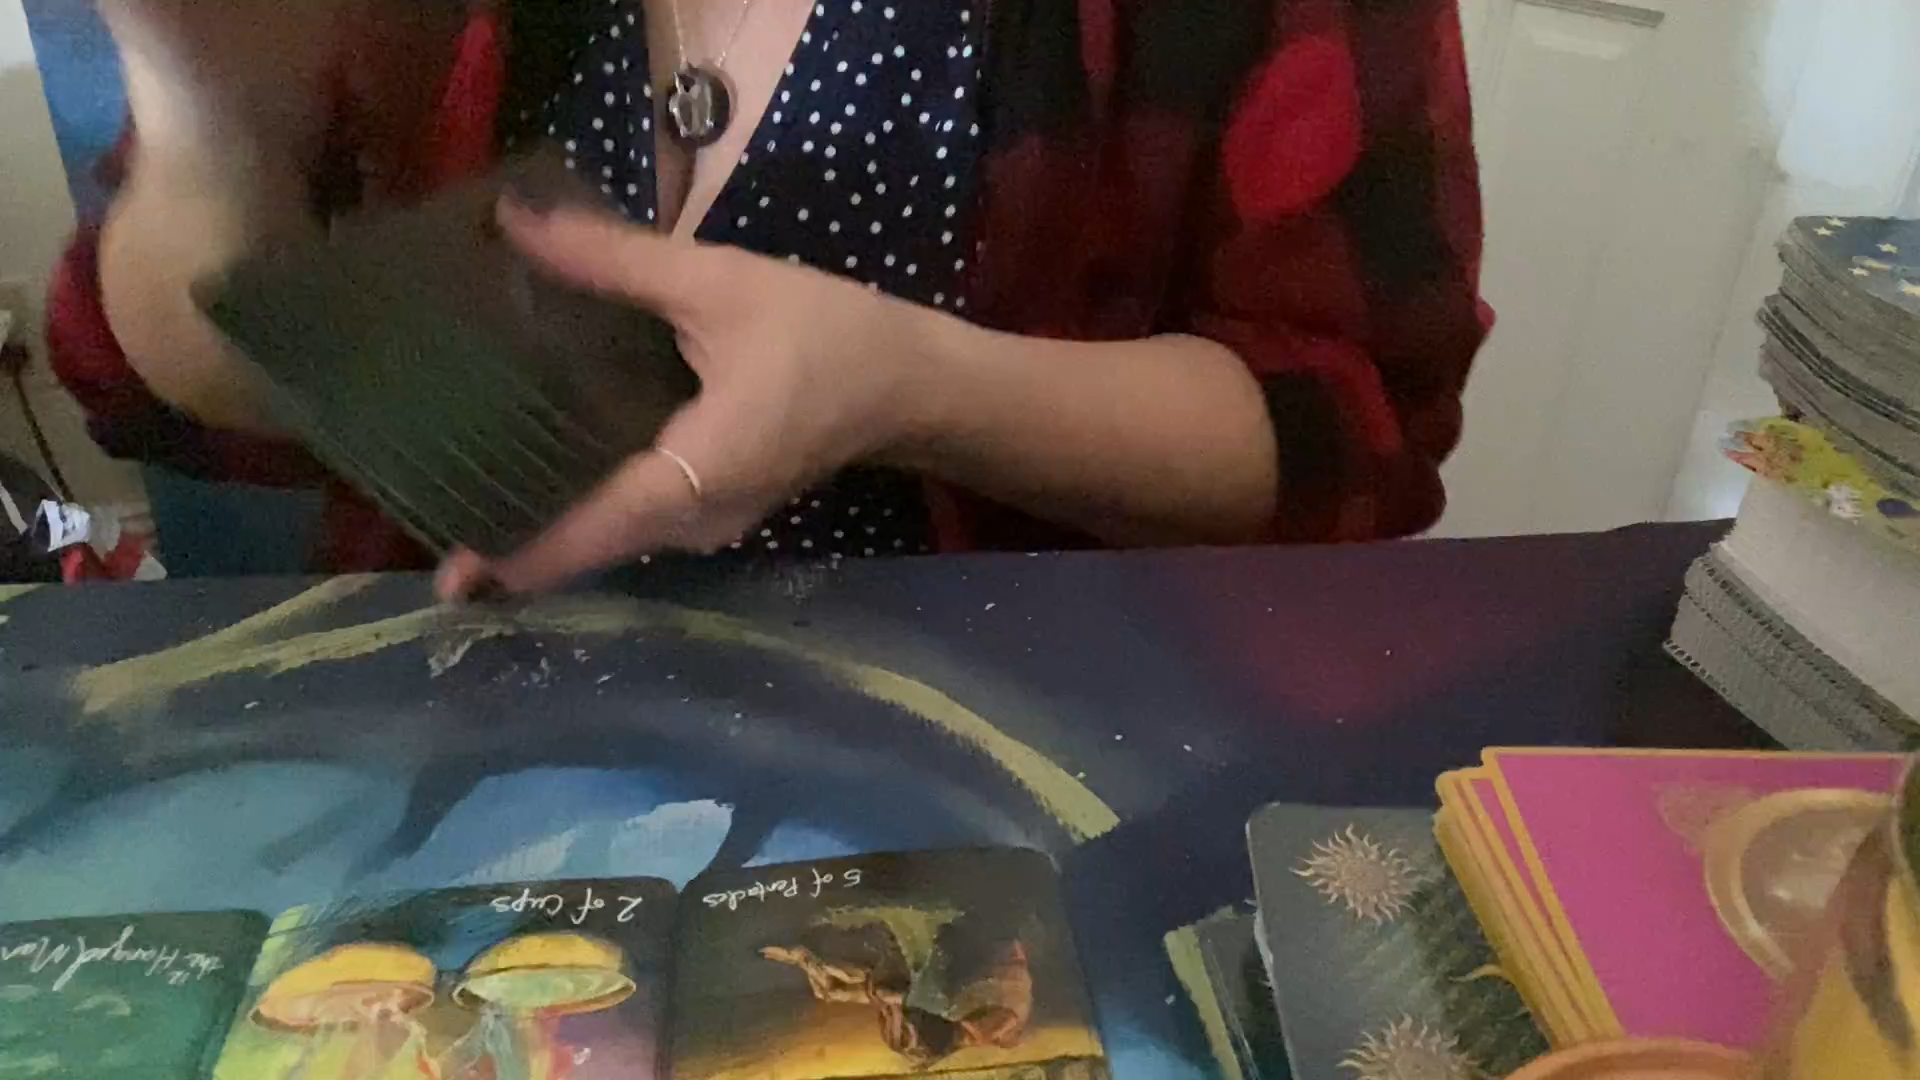 5 of Pentacles
2 of Cups
the Hanged Man